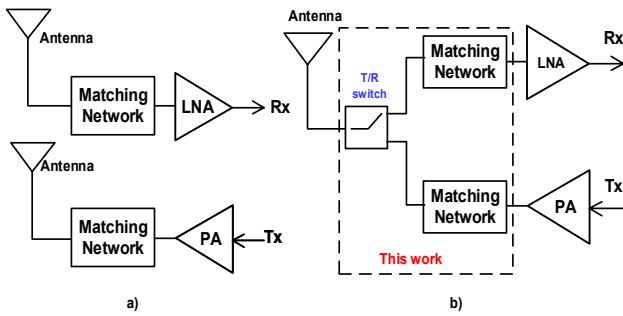 Antenna
Matching
Network
LNA
Rx
Antenna
Matching
Network
PA
Tx
a)
Antenna
T/R
switch
Matching
Network
LNA
Rx
Matching
Network
PA
Tx
This work
b)